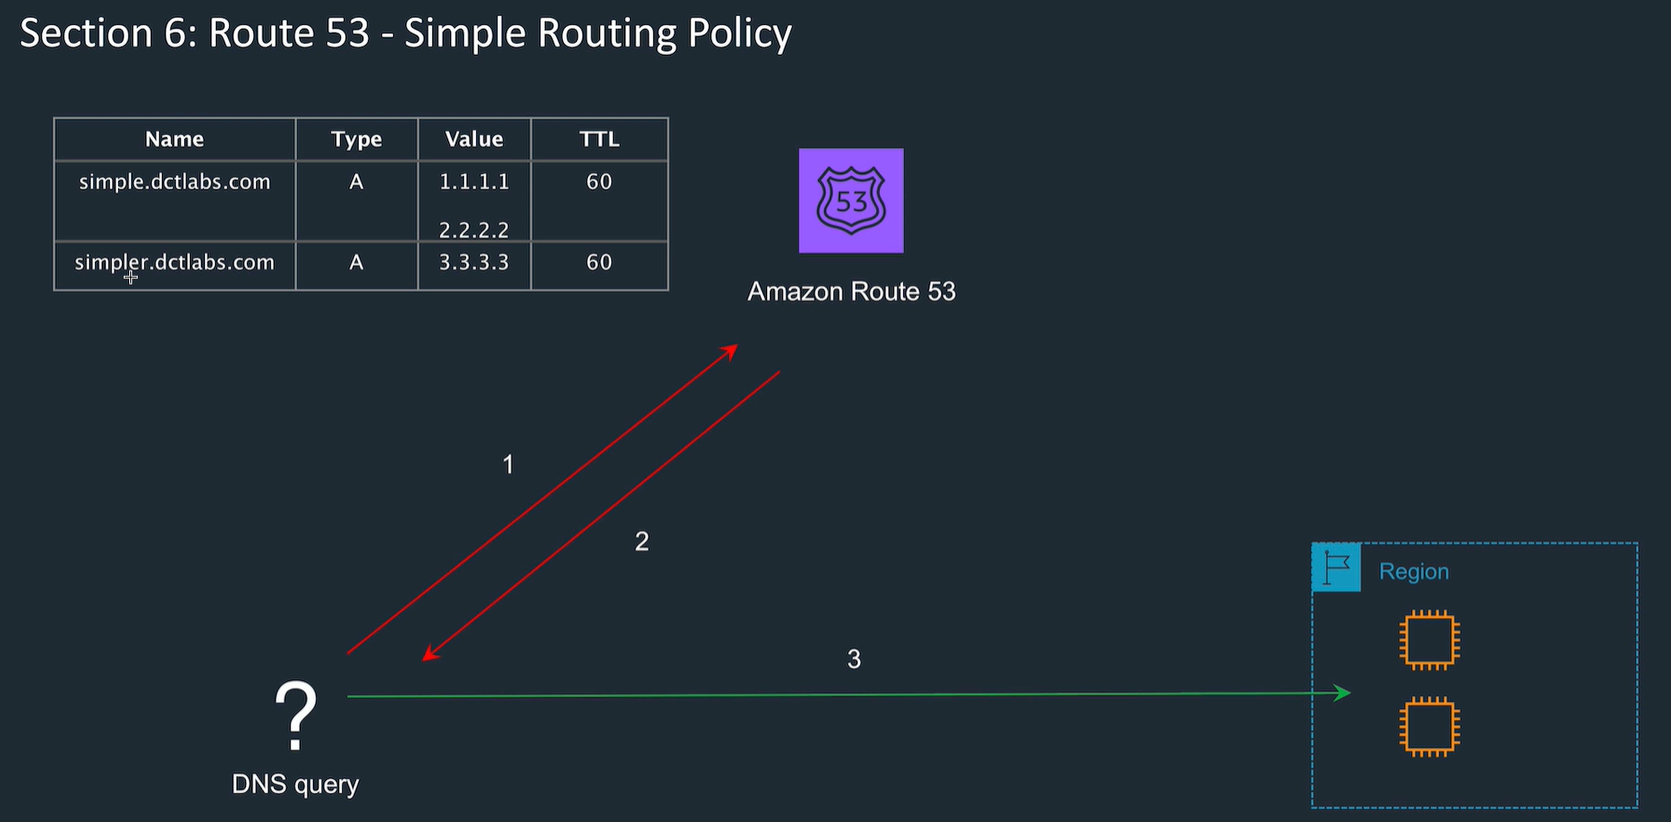 Section 6: Route 53 - Simple Routing Policy
Name Type Value TTL
simple.dctlabs.com A 1.1.1.1 60
2.2.2.2
simpler.dctlabs.com A 3.3.3.3 60
53
Amazon Route 53
1
2
Region
3
?
DNS query